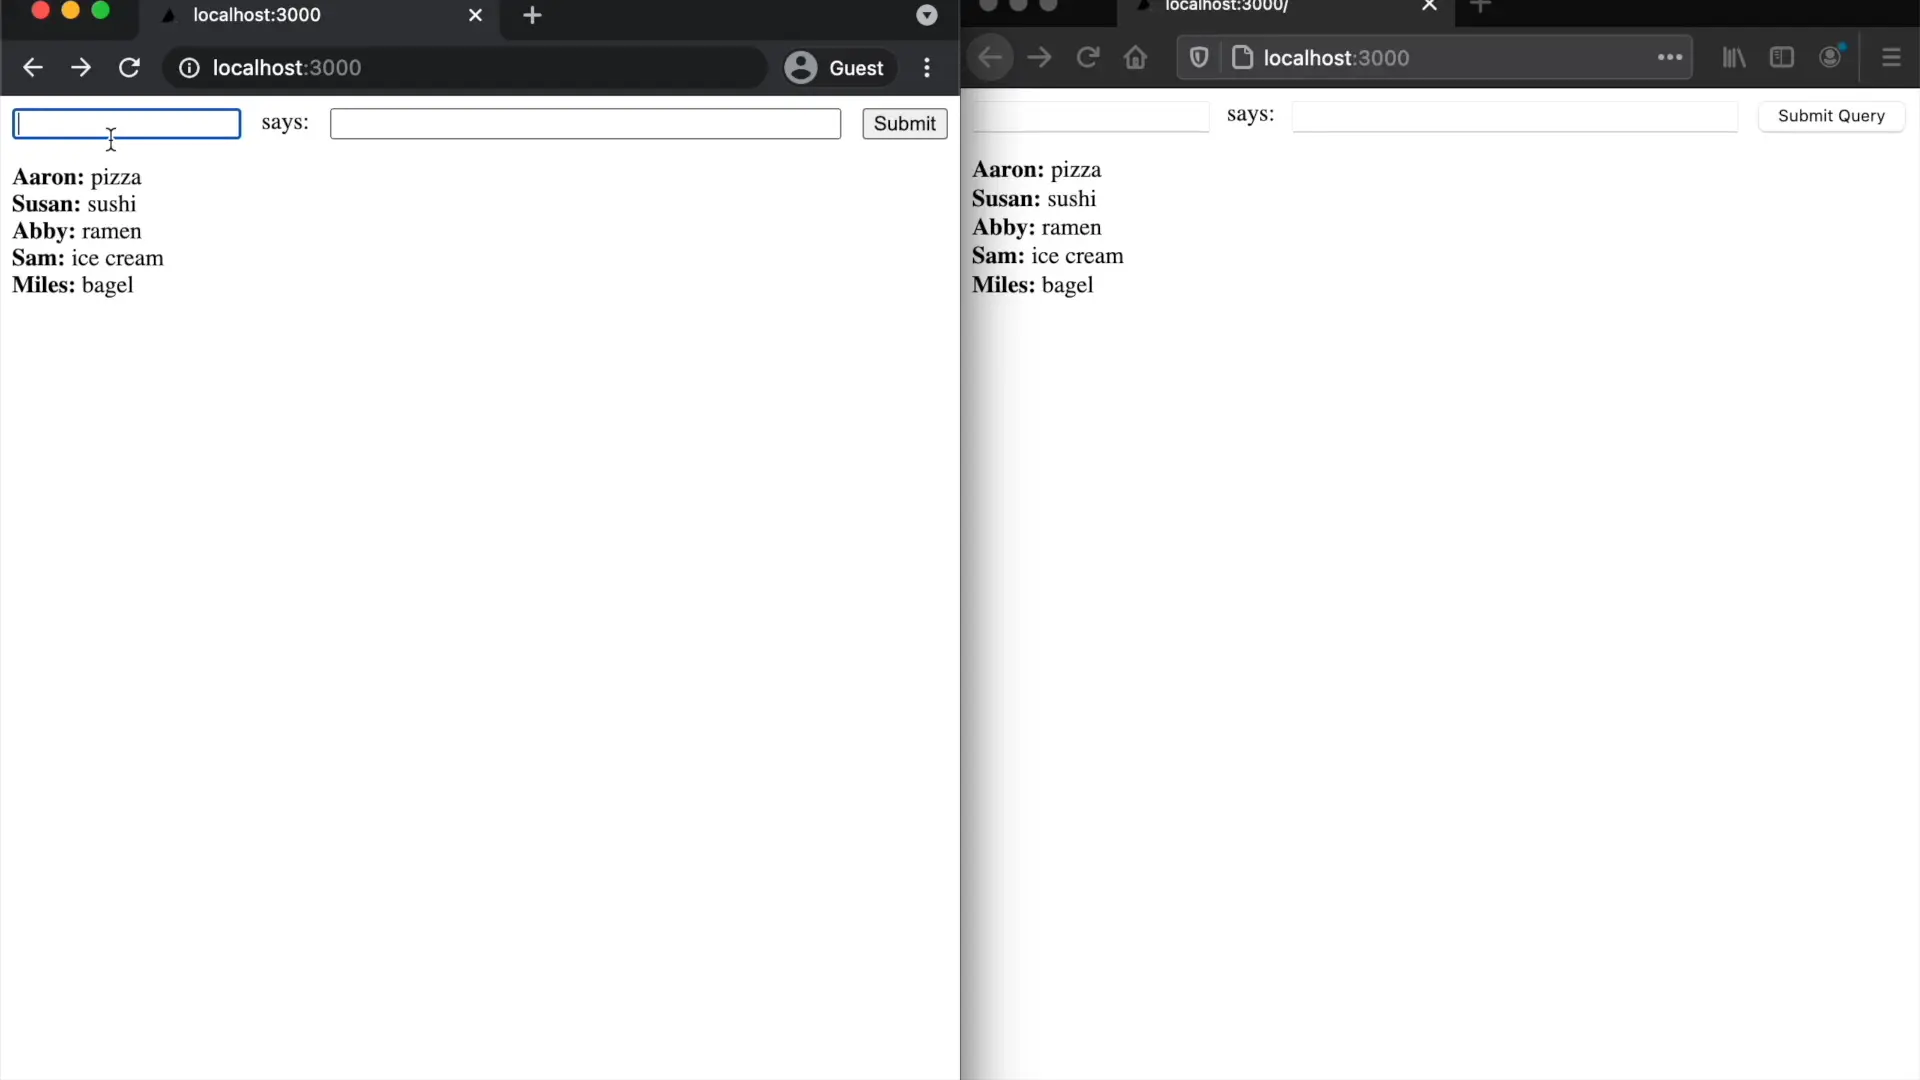 localhost:3000
localhost:3000
Guest
says:
Submit
Aaron: pizza
Susan: sushi
Abby: ramen
Sam: ice cream
Miles: bagel
localhost:3000/
localhost:3000
says:
Submit Query
Aaron: pizza
Susan: sushi
Abby: ramen
Sam: ice cream
Miles: bagel